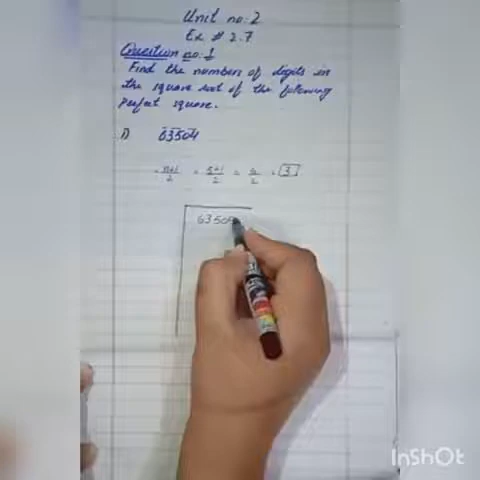 Unit no:2
Ex # 2.7
Question no:1
Find the numbers of digits in
the square root of the following
perfect square.
1) 63504
= n+1/2 = 5+1/2 = 6/2 = 3
63504
InShOt